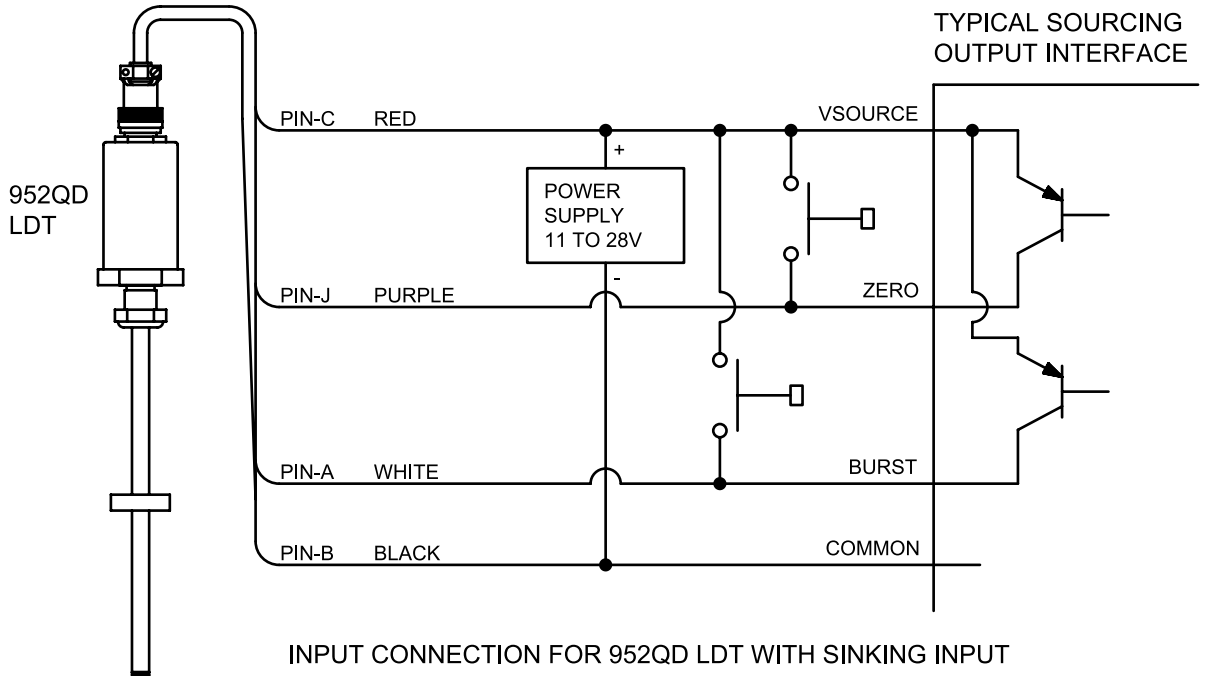 TYPICAL SOURCING
OUTPUT INTERFACE
PIN-C RED VSOURCE
+
952QD
LDT
POWER
SUPPLY
11 TO 28V
-
PIN-J PURPLE ZERO
PIN-A WHITE BURST
PIN-B BLACK COMMON
INPUT CONNECTION FOR 952QD LDT WITH SINKING INPUT